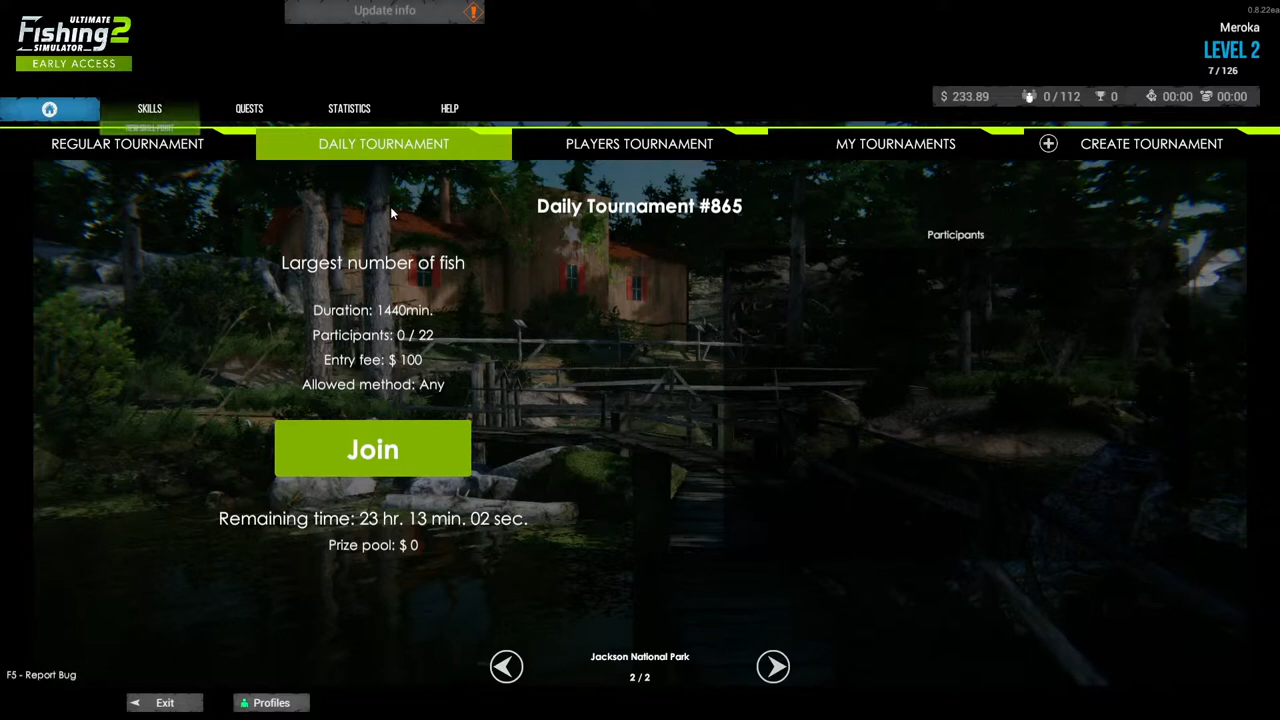 Update info
0.8.22ea
ULTIMATE
Fishing 2
SIMULATOR
EARLY ACCESS
Meroka
LEVEL 2
7 / 126
$ 233.89 0 / 112 0 00:00 00:00
SKILLS QUESTS STATISTICS HELP
NEW SKILL POINT
REGULAR TOURNAMENT DAILY TOURNAMENT PLAYERS TOURNAMENT MY TOURNAMENTS CREATE TOURNAMENT
Daily Tournament #865
Participants
Largest number of fish
Duration: 1440min.
Participants: 0 / 22
Entry fee: $ 100
Allowed method: Any
Join
Remaining time: 23 hr. 13 min. 02 sec.
Prize pool: $ 0
Jackson National Park
2 / 2
F5 - Report Bug
Exit Profiles